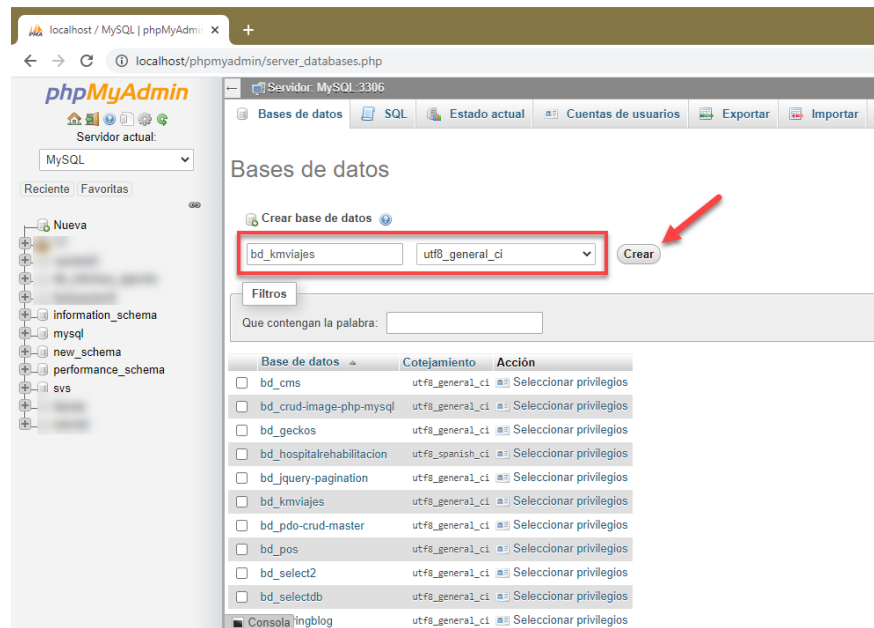 localhost / MySQL | phpMyAdmi
localhost/phpmyadmin/server_databases.php
phpMyAdmin
Servidor actual:
MySQL
Reciente Favoritas
Nueva
information_schema
mysql
new_schema
performance_schema
svs
Servidor: MySQL:3306
Bases de datos SQL Estado actual Cuentas de usuarios Exportar Importar
Bases de datos
Crear base de datos
bd_kmviajes utf8_general_ci Crear
Filtros
Que contengan la palabra:
Base de datos Cotejamiento Acción
bd_cms utf8_general_ci Seleccionar privilegios
bd_crud-image-php-mysql utf8_general_ci Seleccionar privilegios
bd_geckos utf8_general_ci Seleccionar privilegios
bd_hospitalrehabilitacion utf8_spanish_ci Seleccionar privilegios
bd_jquery-pagination utf8_general_ci Seleccionar privilegios
bd_kmviajes utf8_general_ci Seleccionar privilegios
bd_pdo-crud-master utf8_general_ci Seleccionar privilegios
bd_pos utf8_general_ci Seleccionar privilegios
bd_select2 utf8_general_ci Seleccionar privilegios
bd_selectdb utf8_general_ci Seleccionar privilegios
Consola ringblog utf8_general_ci Seleccionar privilegios